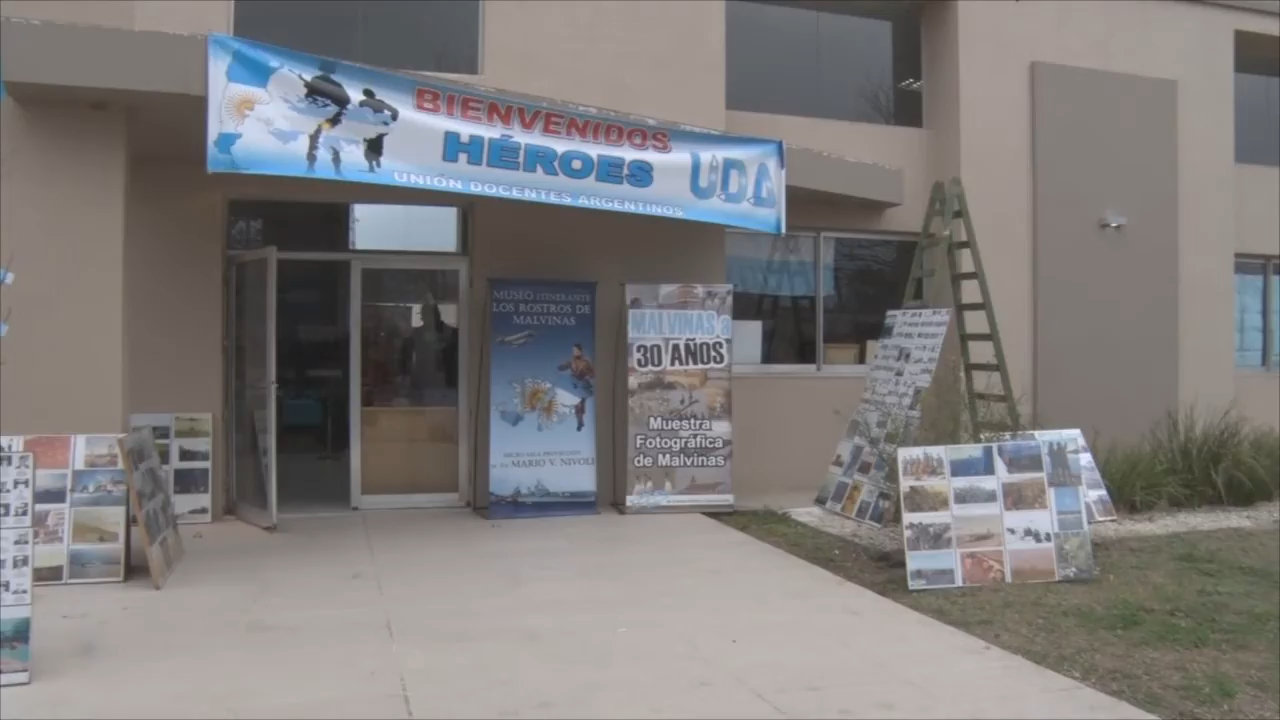 BIENVENIDOS
HÉROES
UNIÓN DOCENTES ARGENTINOS
UDA
MUSEO ITINERANTE
LOS ROSTROS DE
MALVINAS
MARIO V. NIVOLI
MALVINAS a
30 AÑOS
Muestra
Fotográfica
de Malvinas